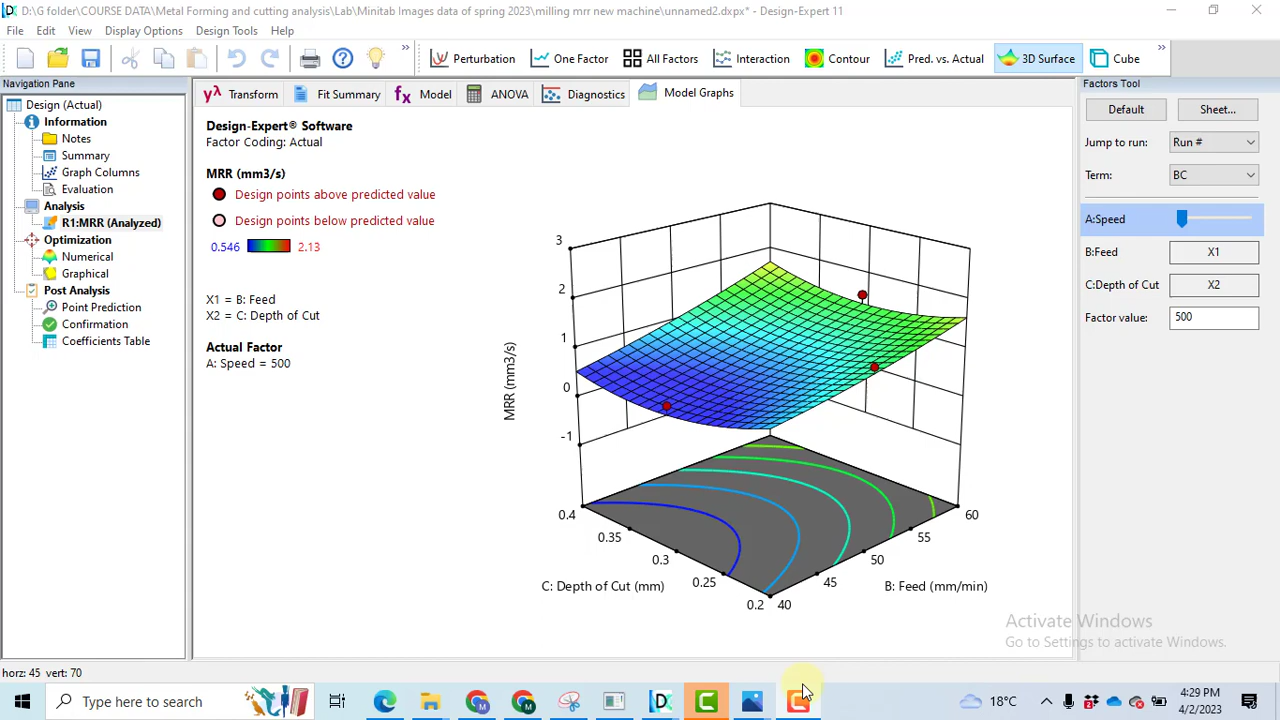 D:\G folder\COURSE DATA\Metal Forming and cutting analysis\Lab\Minitab Images data of spring 2023\milling mrr new machine\unnamed2.dxpx* - Design-Expert 11
File Edit View Display Options Design Tools Help
Perturbation One Factor All Factors Interaction Contour Pred. vs. Actual 3D Surface Cube
Navigation Pane
Design (Actual)
Information
Notes
Summary
Graph Columns
Evaluation
Analysis
R1:MRR (Analyzed)
Optimization
Numerical
Graphical
Post Analysis
Point Prediction
Confirmation
Coefficients Table
Transform Fit Summary Model ANOVA Diagnostics Model Graphs
Design-Expert® Software
Factor Coding: Actual
MRR (mm3/s)
Design points above predicted value
Design points below predicted value
0.546 2.13
X1 = B: Feed
X2 = C: Depth of Cut
Actual Factor
A: Speed = 500
MRR (mm3/s)
3
2
1
0
-1
0.4
0.35
0.3
0.25
0.2
C: Depth of Cut (mm)
40
45
50
55
60
B: Feed (mm/min)
Factors Tool
Default Sheet...
Jump to run: Run #
Term: BC
A:Speed
B:Feed X1
C:Depth of Cut X2
Factor value: 500
Activate Windows
Go to Settings to activate Windows.
horz: 45 vert: 70
Type here to search
18°C
4:29 PM
4/2/2023